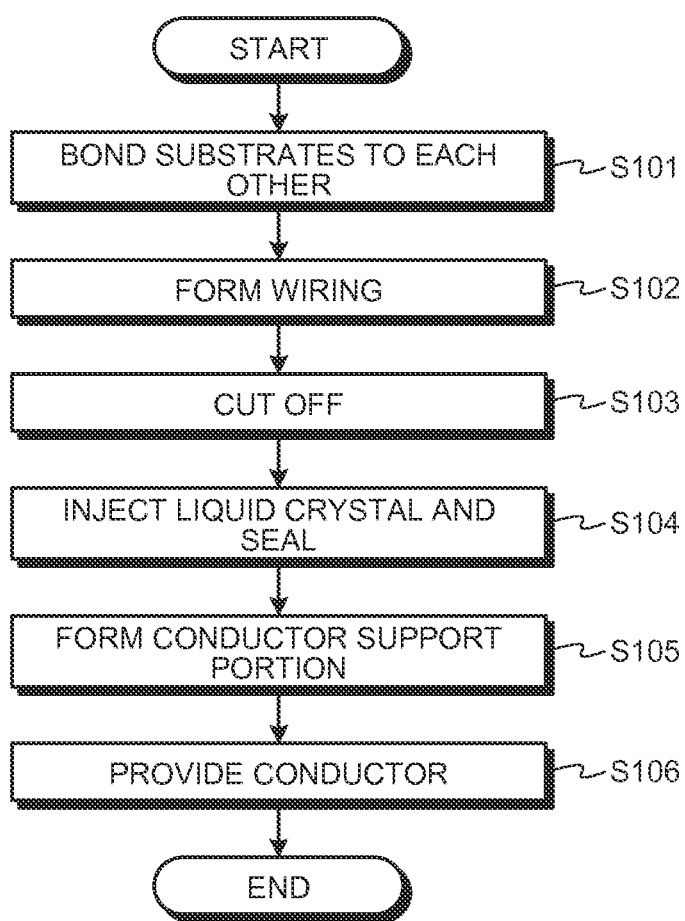 START
BOND SUBSTRATES TO EACH
OTHER
S101
FORM WIRING
S102
CUT OFF
S103
INJECT LIQUID CRYSTAL AND
SEAL
S104
FORM CONDUCTOR SUPPORT
PORTION
S105
PROVIDE CONDUCTOR
S106
END